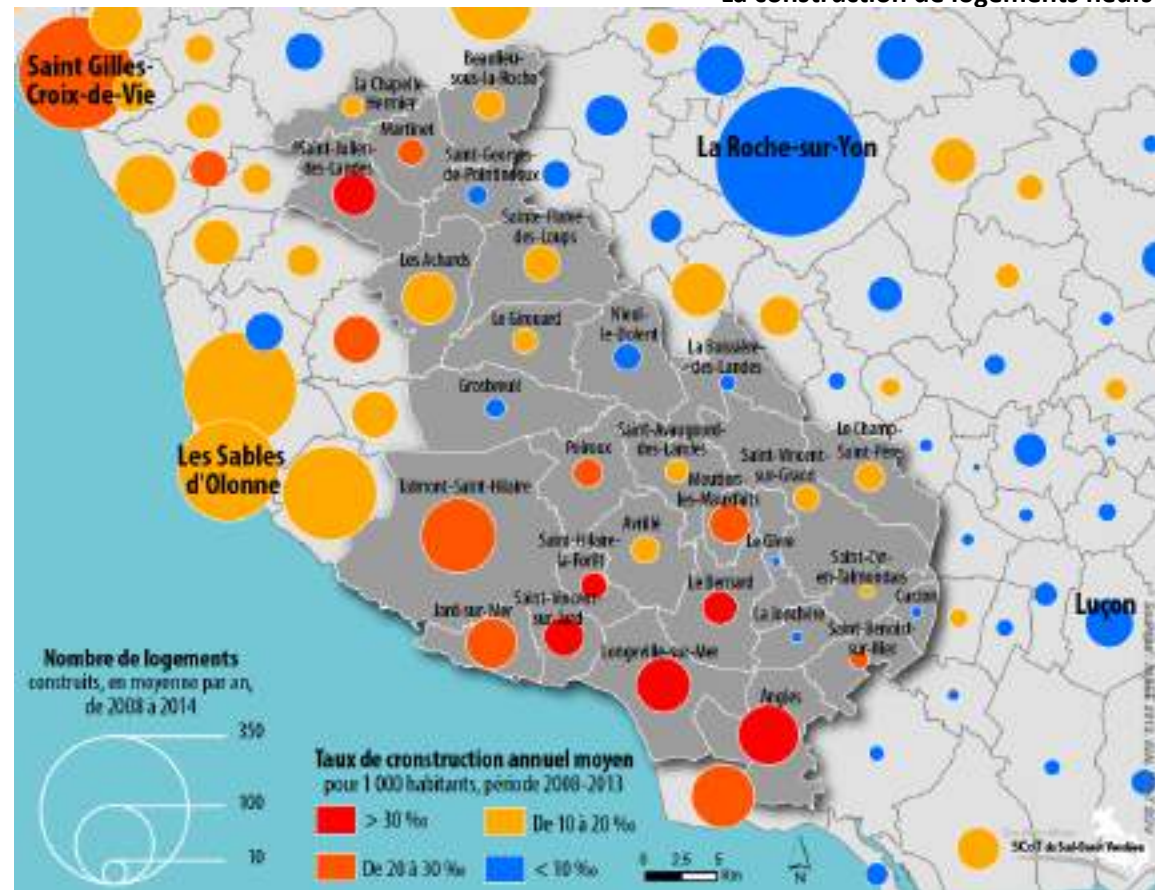 La construction de logements neufs
Saint Gilles-
Croix-de-Vie
La Chapelle-
Hermier
Beaulieu-
sous-la-Roche
Martinet
Saint-Julien-
des-Landes
Saint-Georges-
de-Pointindoux
La Roche-sur-Yon
Sainte-Flaive-
des-Loups
Les Achards
Le Girouard
Nieul-
le-Dolent
La Boissière-
des-Landes
Grosbreuil
Les Sables
d'Olonne
Talmont-Saint-Hilaire
Poiroux
Saint-Avaugourd-
des-Landes
Moutiers-
les-Mauxfaits
Saint-Vincent-
sur-Graon
Le Champ-
Saint-Père
Avrillé
Saint-Hilaire-
la-Forêt
Le Givre
Saint-Cyr-
en-Talmondais
Le Bernard
Curzon
Jard-sur-Mer
Saint-Vincent-
sur-Jard
La Jonchère
Saint-Benoist-
sur-Mer
Luçon
Longeville-sur-Mer
Angles
Nombre de logements
construits, en moyenne par an,
de 2008 à 2014
350
100
10
Taux de cronstruction annuel moyen
pour 1 000 habitants, période 2008-2013
> 30 ‰
De 10 à 20 ‰
De 20 à 30 ‰
< 10 ‰
0 2.5 5
Km
N
SCoT du Sud-Ouest Vendéen